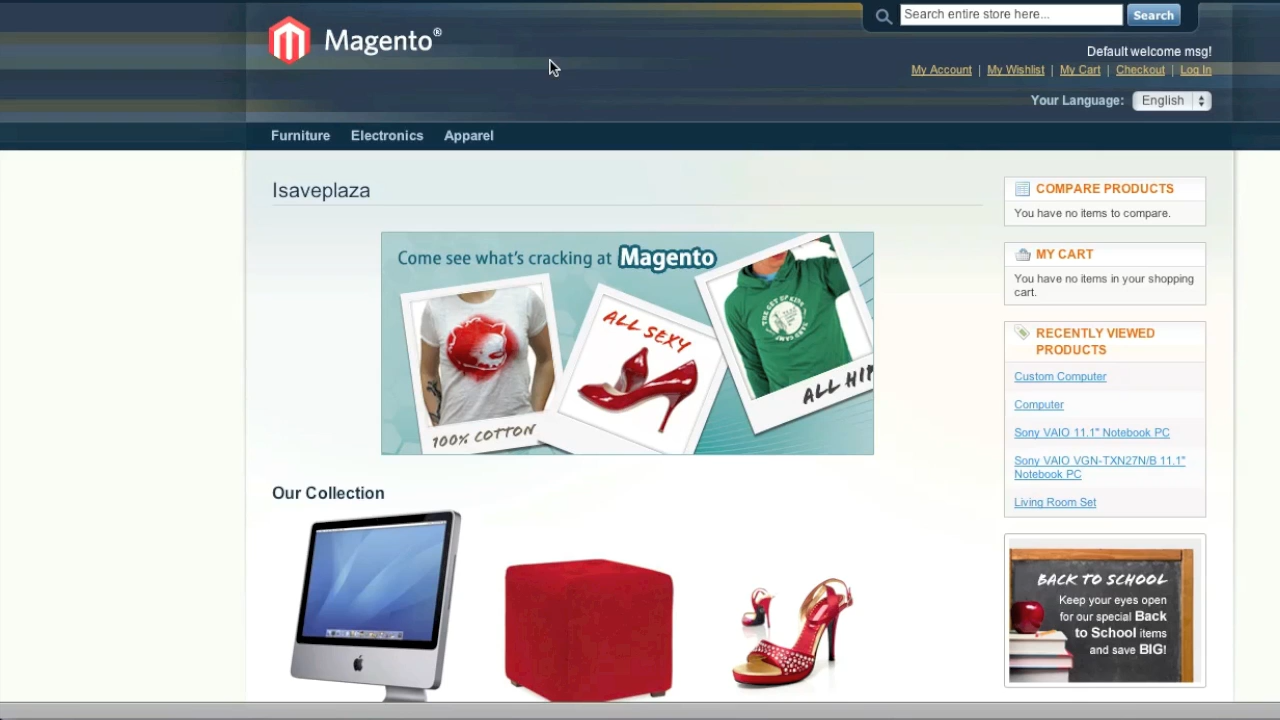 Magento®
Search entire store here...
Search
Default welcome msg!
My Account | My Wishlist | My Cart | Checkout | Log In
Your Language: English
Furniture Electronics Apparel
Isaveplaza
Come see what's cracking at Magento
100% COTTON
ALL SEXY
THE GET UP KIDS
ALL HIP
Our Collection
COMPARE PRODUCTS
You have no items to compare.
MY CART
You have no items in your shopping
cart.
RECENTLY VIEWED
PRODUCTS
Custom Computer
Computer
Sony VAIO 11.1" Notebook PC
Sony VAIO VGN-TXN27N/B 11.1"
Notebook PC
Living Room Set
BACK TO SCHOOL
Keep your eyes open
for our special Back
to School items
and save BIG!